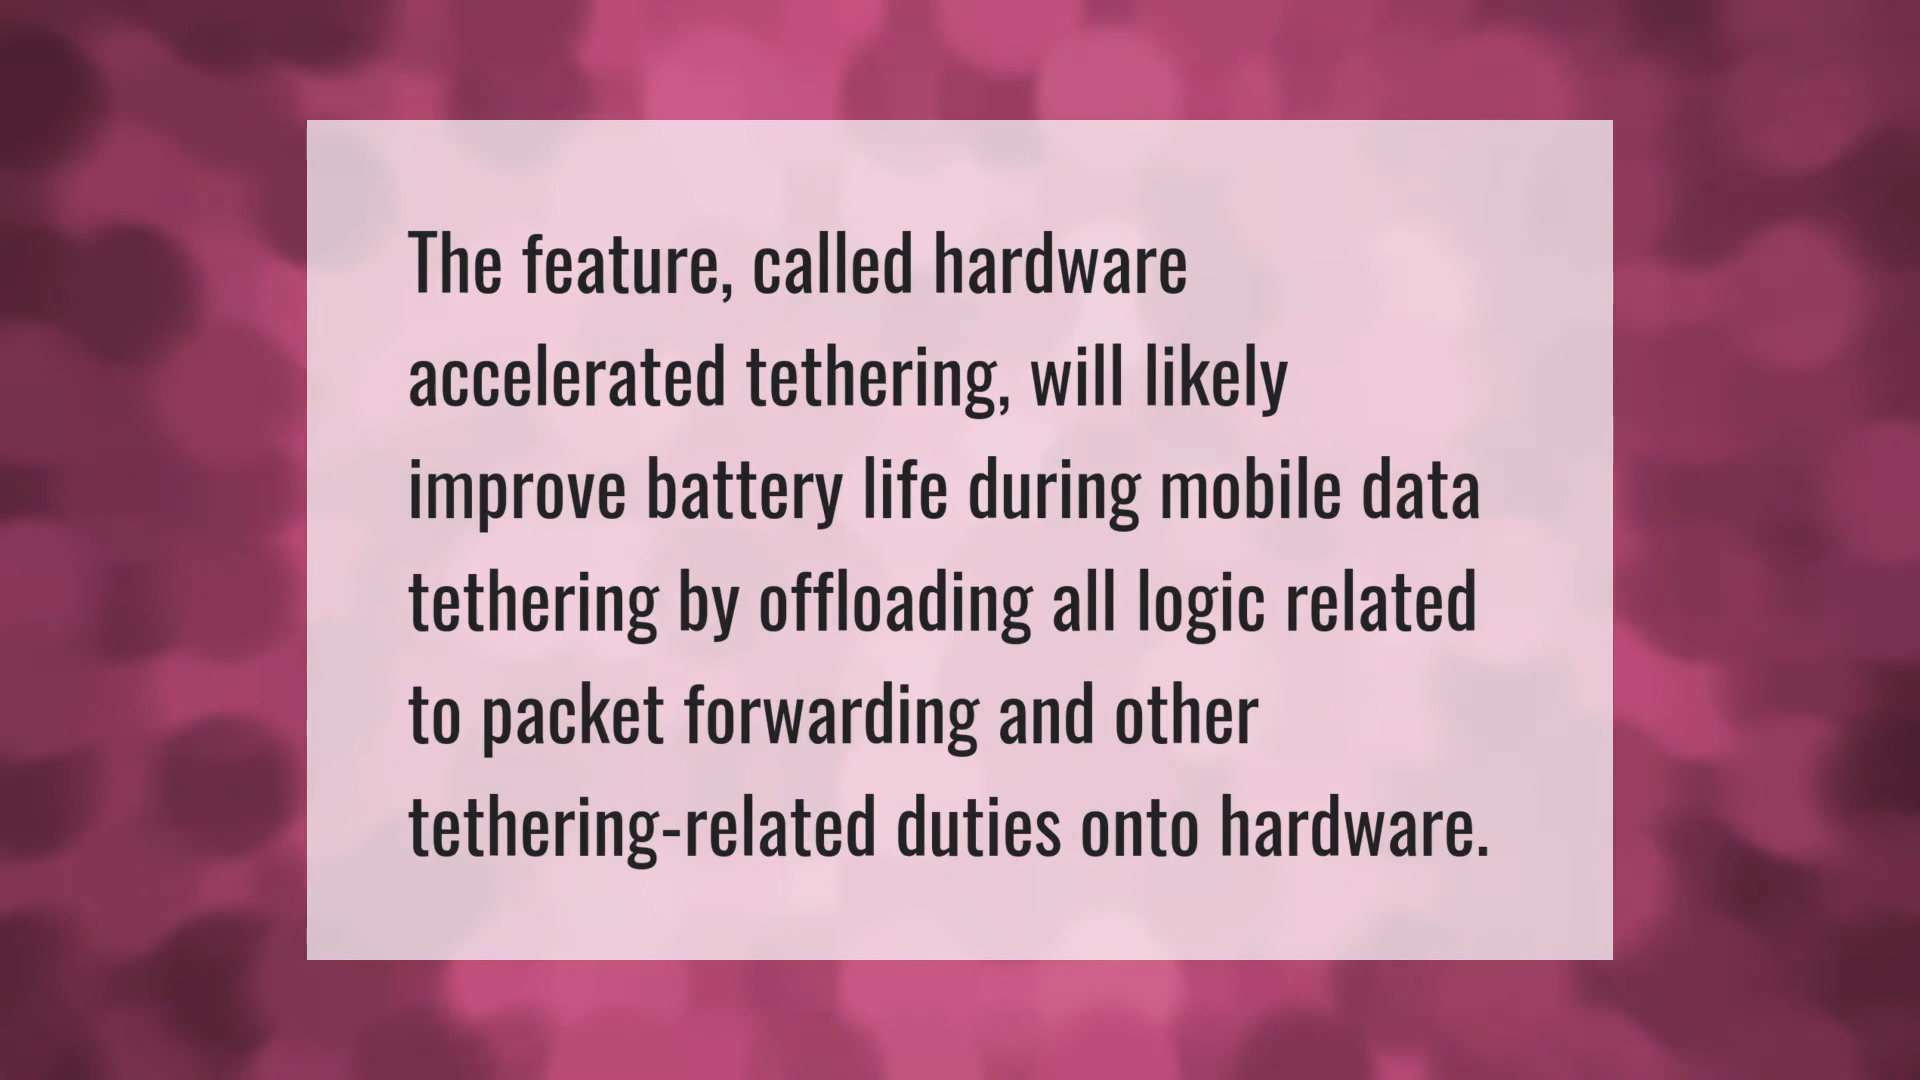 The feature, called hardware
accelerated tethering, will likely
improve battery life during mobile data
tethering by offloading all logic related
to packet forwarding and other
tethering-related duties onto hardware.